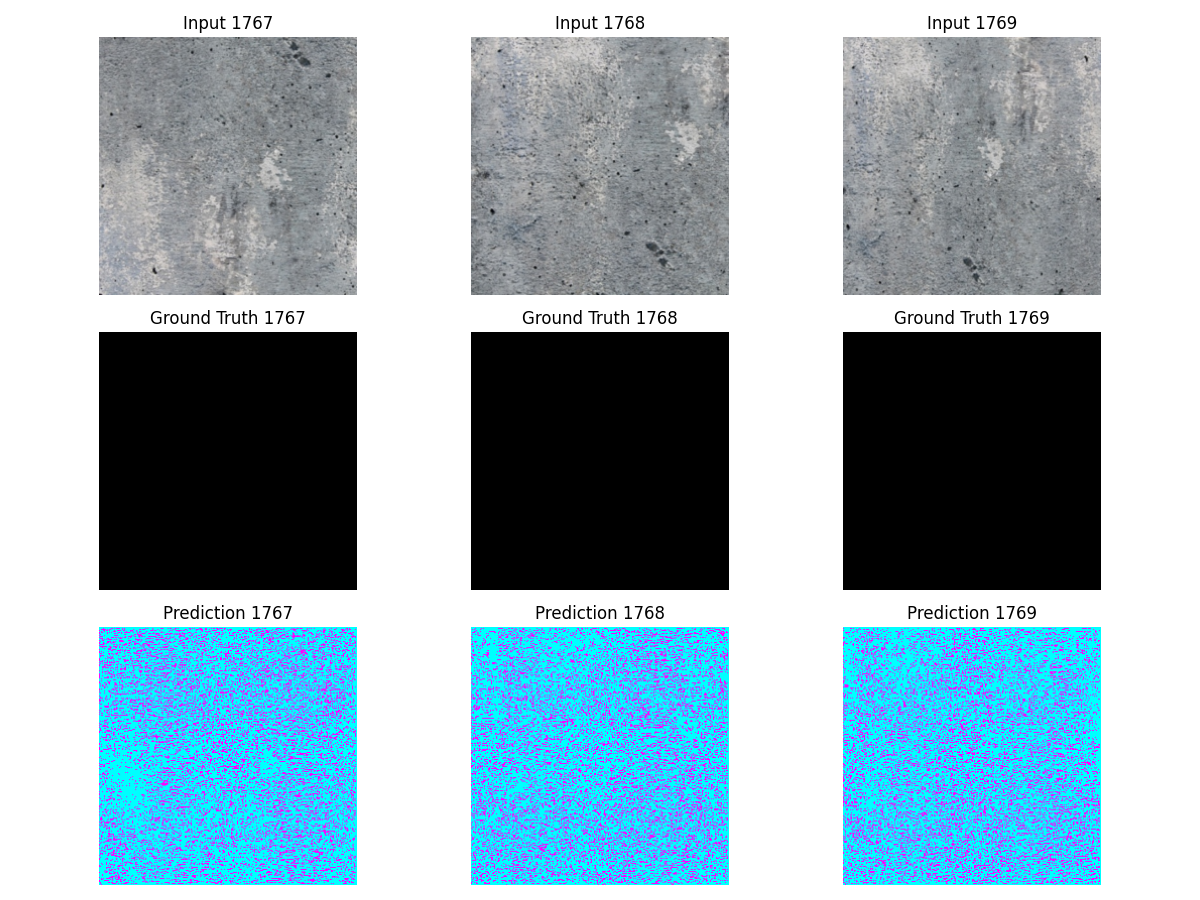 Input 1767
Input 1768
Input 1769
Ground Truth 1767
Ground Truth 1768
Ground Truth 1769
Prediction 1767
Prediction 1768
Prediction 1769